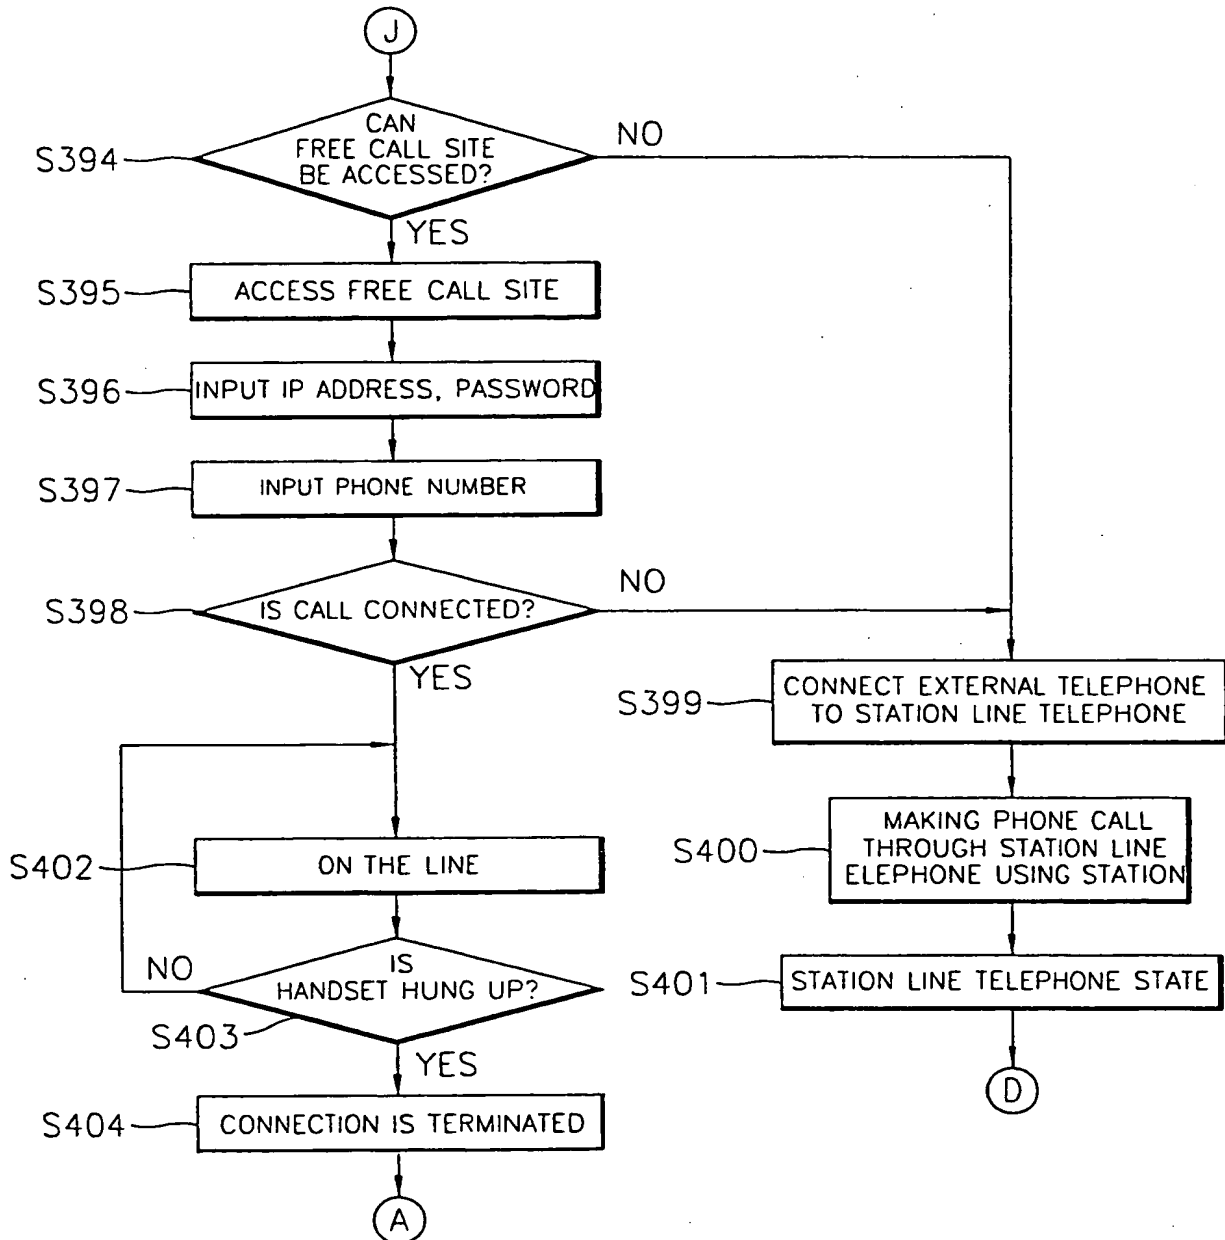 J
CAN
FREE CALL SITE
BE ACCESSED?
S394
NO
YES
ACCESS FREE CALL SITE
S395
INPUT IP ADDRESS, PASSWORD
S396
INPUT PHONE NUMBER
S397
IS CALL CONNECTED?
S398
NO
YES
CONNECT EXTERNAL TELEPHONE
TO STATION LINE TELEPHONE
S399
MAKING PHONE CALL
THROUGH STATION LINE
ELEPHONE USING STATION
S400
ON THE LINE
S402
IS
HANDSET HUNG UP?
NO
S403
YES
STATION LINE TELEPHONE STATE
S401
D
CONNECTION IS TERMINATED
S404
A